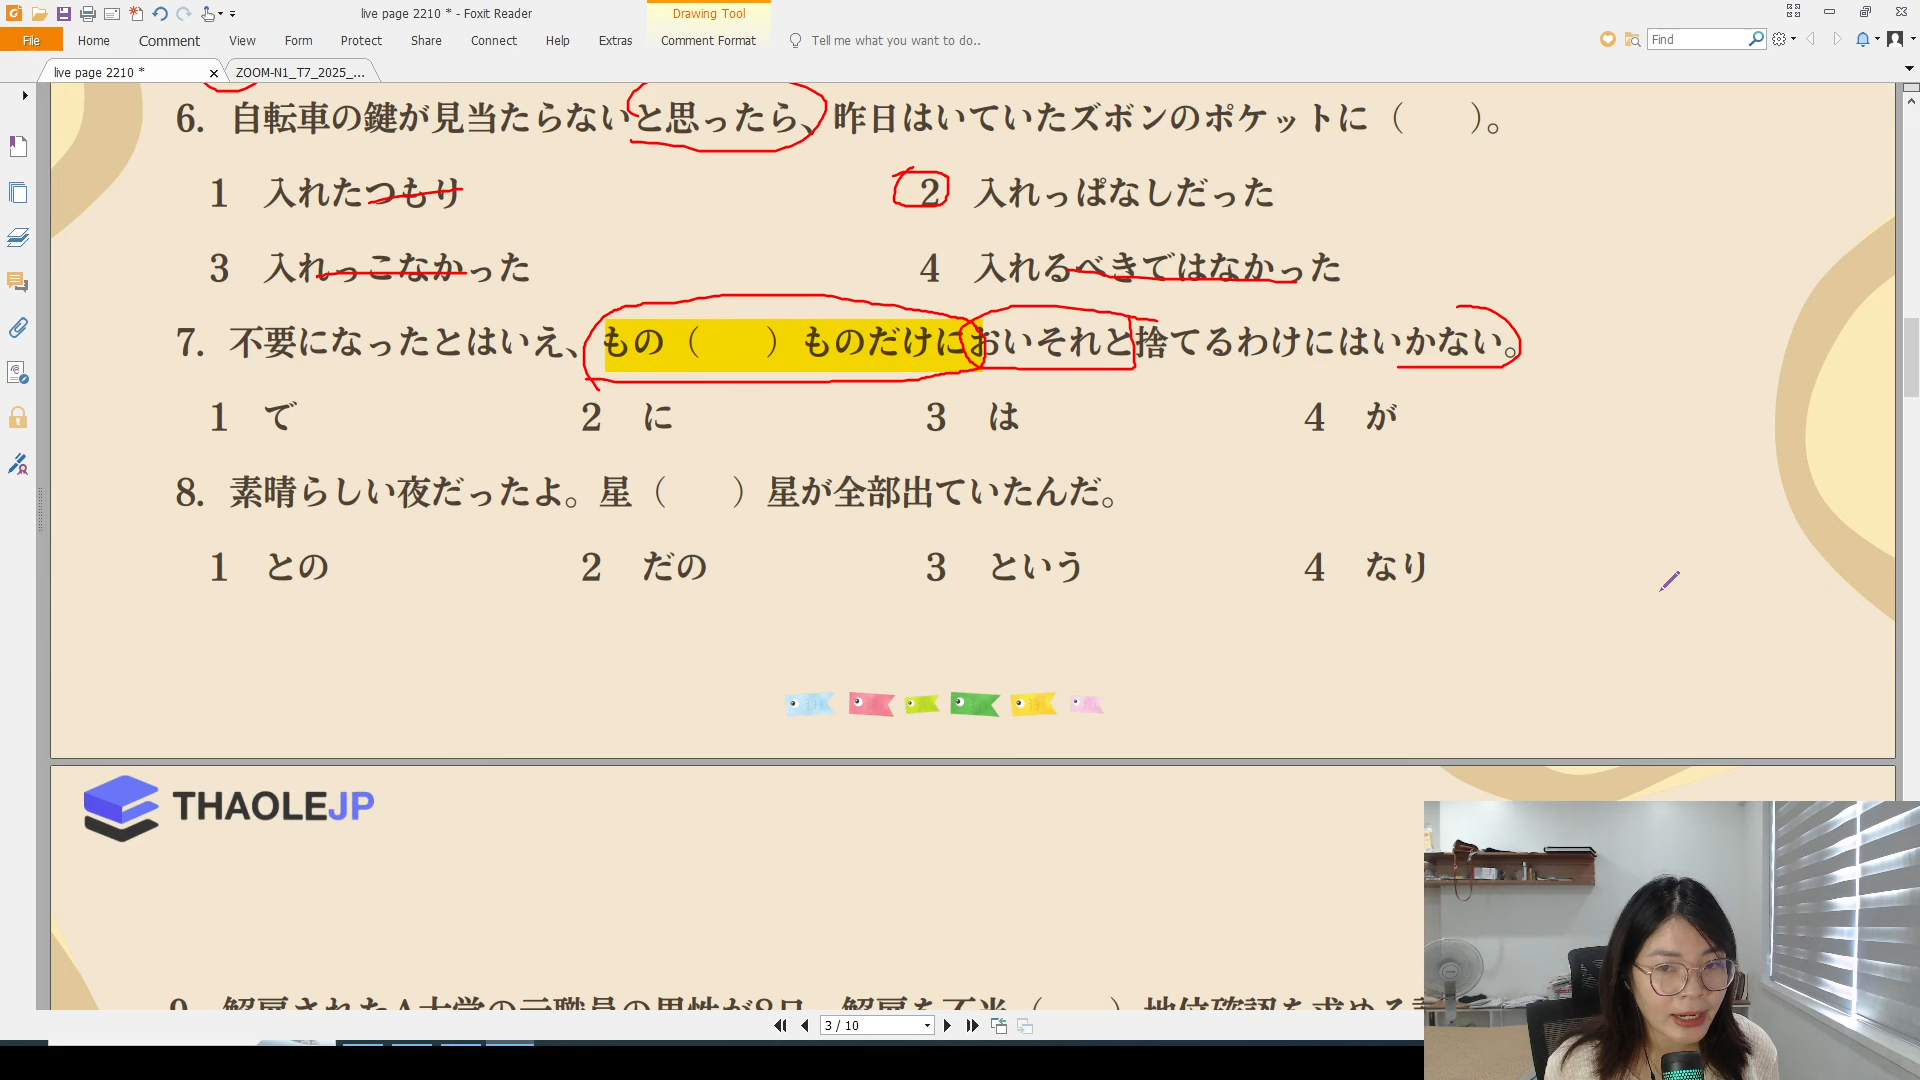 live page 2210 * - Foxit Reader
Drawing Tool
File Home Comment View Form Protect Share Connect Help Extras Comment Format Tell me what you want to do.. Find
live page 2210 * ZOOM-N1_T7_2025_...
6. 自転車の鍵が見当たらないと思ったら、昨日はいていたズボンのポケットに（　　）。
1 入れたつもり 2 入れっぱなしだった
3 入れっこなかった 4 入れるべきではなかった
7. 不要になったとはいえ、もの（　　）ものだけにおいそれと捨てるわけにはいかない。
1 で 2 に 3 は 4 が
8. 素晴らしい夜だったよ。星（　　）星が全部出ていたんだ。
1 との 2 だの 3 という 4 なり
THAOLEJP
3 / 10